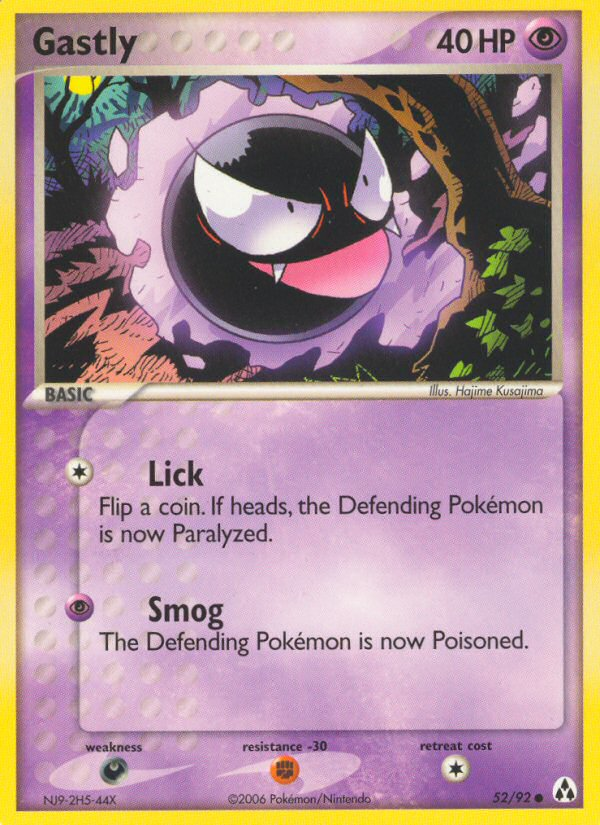 Gastly 40 HP
BASIC
Illus. Hajime Kusajima
Lick
Flip a coin. If heads, the Defending Pokémon
is now Paralyzed.
Smog
The Defending Pokémon is now Poisoned.
weakness resistance -30 retreat cost
NJ9-2H5-44X ©2006 Pokémon/Nintendo 52/92